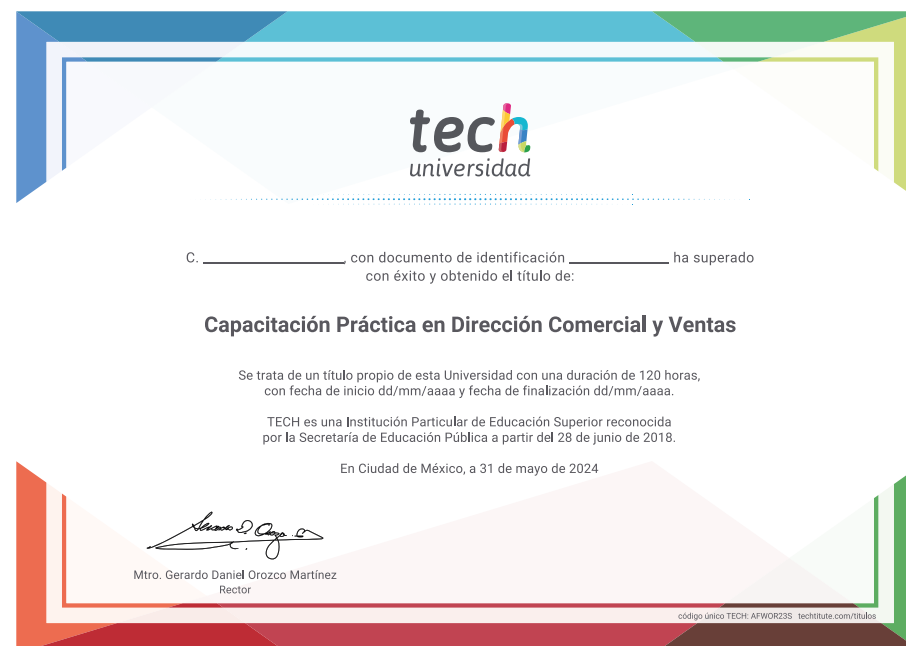 tech
universidad
C. ____________________, con documento de identificación ______________ ha superado
con éxito y obtenido el título de:
Capacitación Práctica en Dirección Comercial y Ventas
Se trata de un título propio de esta Universidad con una duración de 120 horas,
con fecha de inicio dd/mm/aaaa y fecha de finalización dd/mm/aaaa.
TECH es una Institución Particular de Educación Superior reconocida
por la Secretaría de Educación Pública a partir del 28 de junio de 2018.
En Ciudad de México, a 31 de mayo de 2024
Mtro. Gerardo Daniel Orozco Martínez
Rector
código único TECH: AFWOR23S techtitute.com/titulos